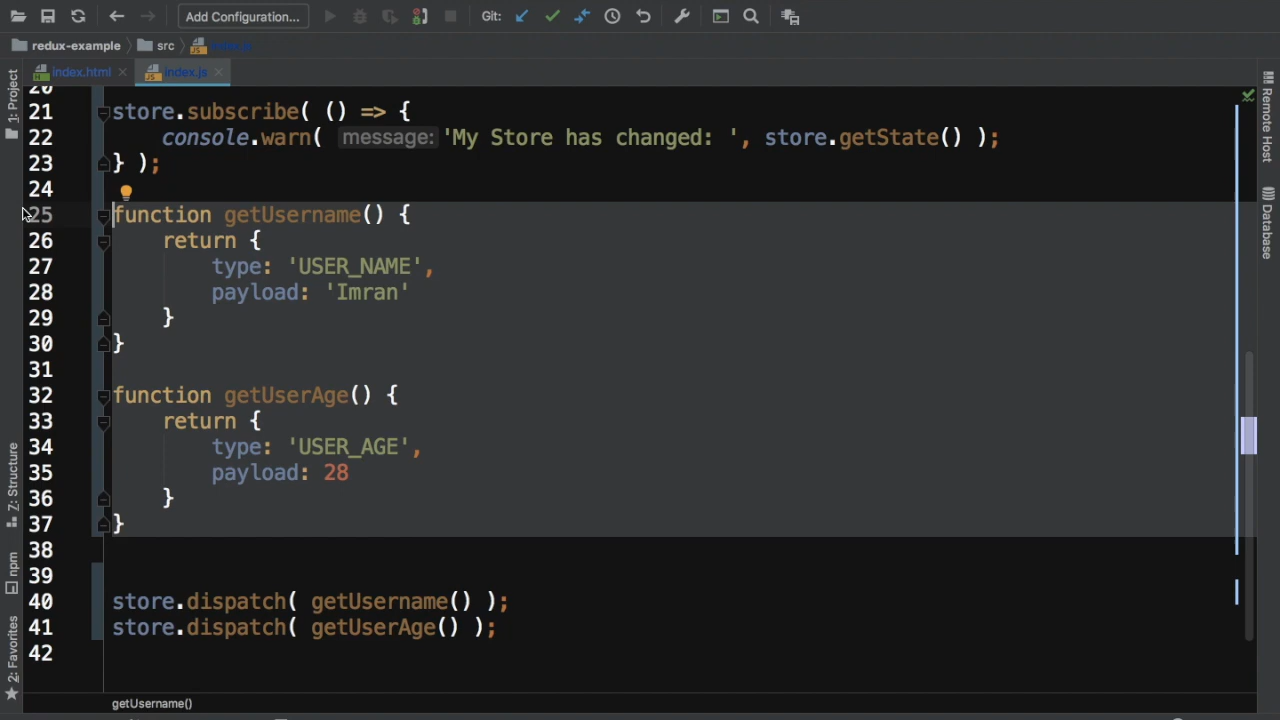 Add Configuration...
Git:
redux-example
src
index.js
index.html
index.js
1: Project
Z: Structure
npm
2: Favorites
Remote Host
Database
20
21 store.subscribe( () => {
22 console.warn( message: 'My Store has changed: ', store.getState() );
23 } );
24
25 function getUsername() {
26 return {
27 type: 'USER_NAME',
28 payload: 'Imran'
29 }
30 }
31
32 function getUserAge() {
33 return {
34 type: 'USER_AGE',
35 payload: 28
36 }
37 }
38
39
40 store.dispatch( getUsername() );
41 store.dispatch( getUserAge() );
42
getUsername()